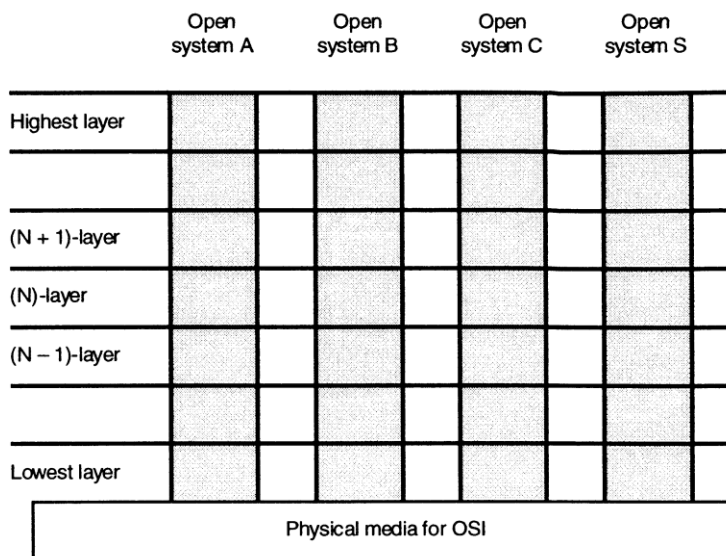 Open system A
Open system B
Open system C
Open system S
Highest layer
(N + 1)-layer
(N)-layer
(N – 1)-layer
Lowest layer
Physical media for OSI